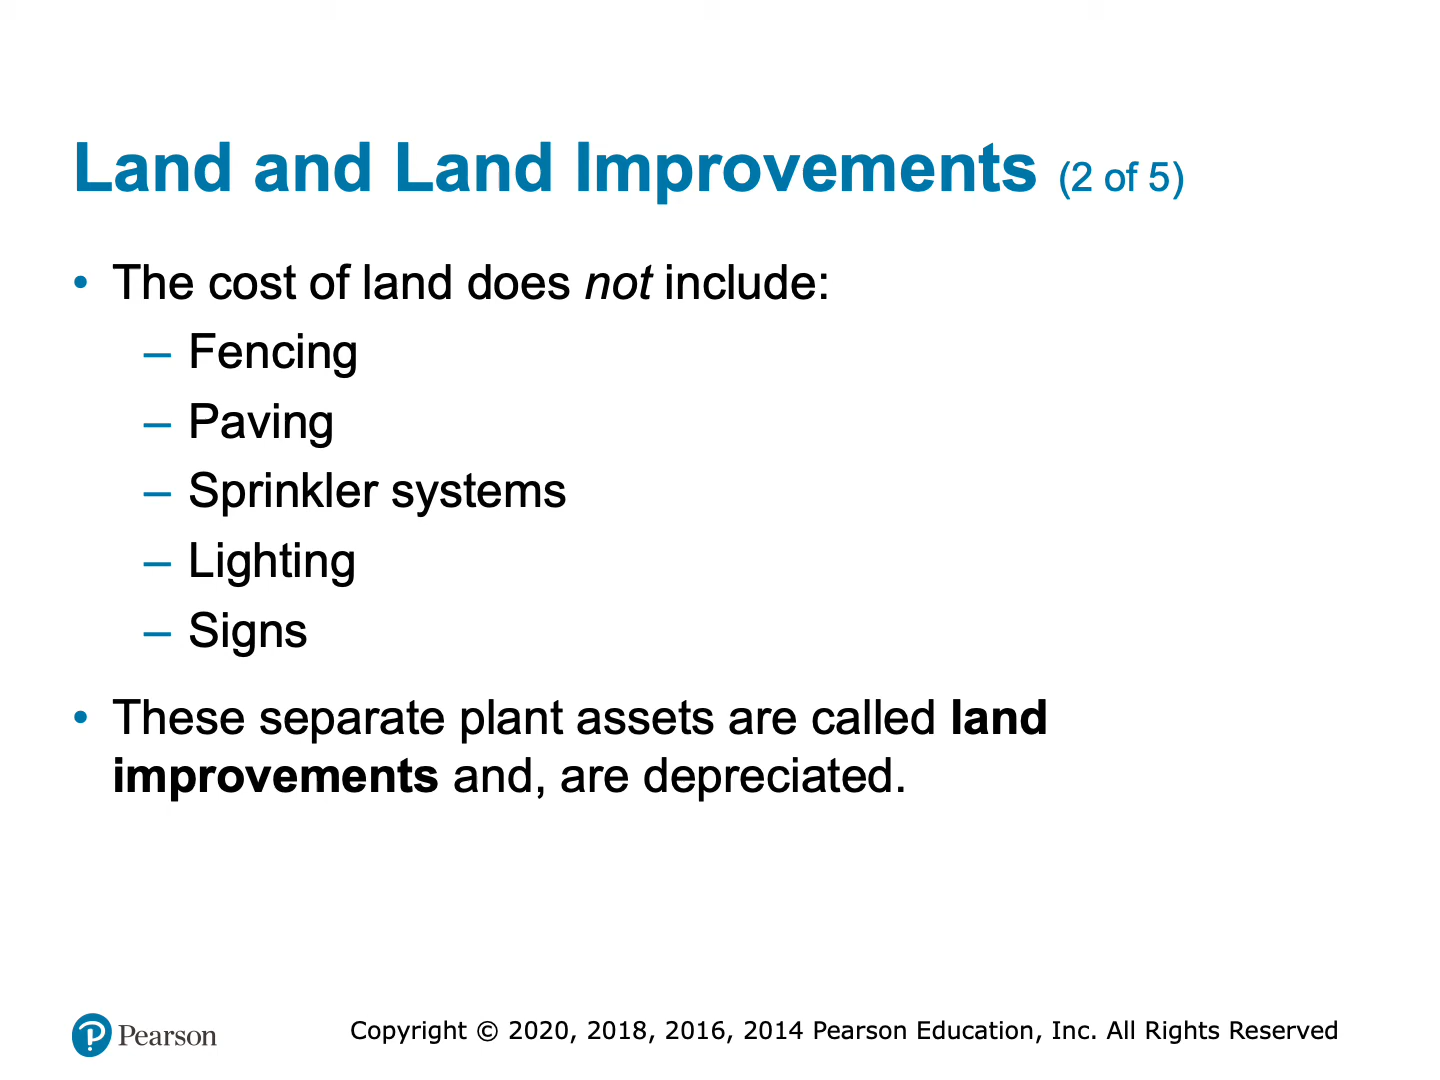 Land and Land Improvements (2 of 5)
• The cost of land does not include:
– Fencing
– Paving
– Sprinkler systems
– Lighting
– Signs
• These separate plant assets are called land
improvements and, are depreciated.
Pearson
Copyright © 2020, 2018, 2016, 2014 Pearson Education, Inc. All Rights Reserved